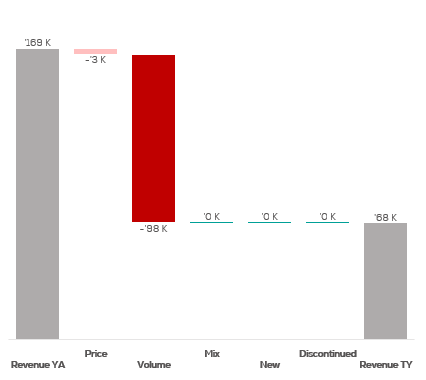 '169 K
-'3 K
-'98 K
'0 K
'0 K
'0 K
'68 K
Revenue YA
Price
Volume
Mix
New
Discontinued
Revenue TY